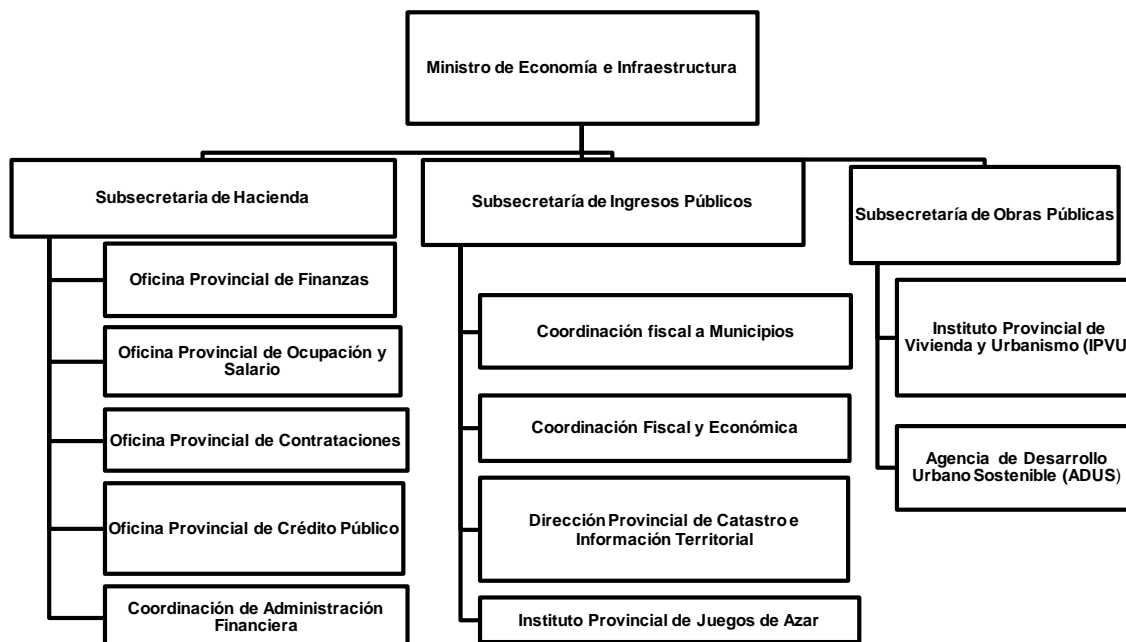 Ministro de Economía e Infraestructura
Subsecretaria de Hacienda
Oficina Provincial de Finanzas
Oficina Provincial de Ocupación y
Salario
Oficina Provincial de Contrataciones
Oficina Provincial de Crédito Público
Coordinación de Administración
Financiera
Subsecretaría de Ingresos Públicos
Coordinación fiscal a Municipios
Coordinación Fiscal y Económica
Dirección Provincial de Catastro e
Información Territorial
Instituto Provincial de Juegos de Azar
Subsecretaría de Obras Públicas
Instituto Provincial de
Vivienda y Urbanismo (IPVU
Agencia de Desarrollo
Urbano Sostenible (ADUS)